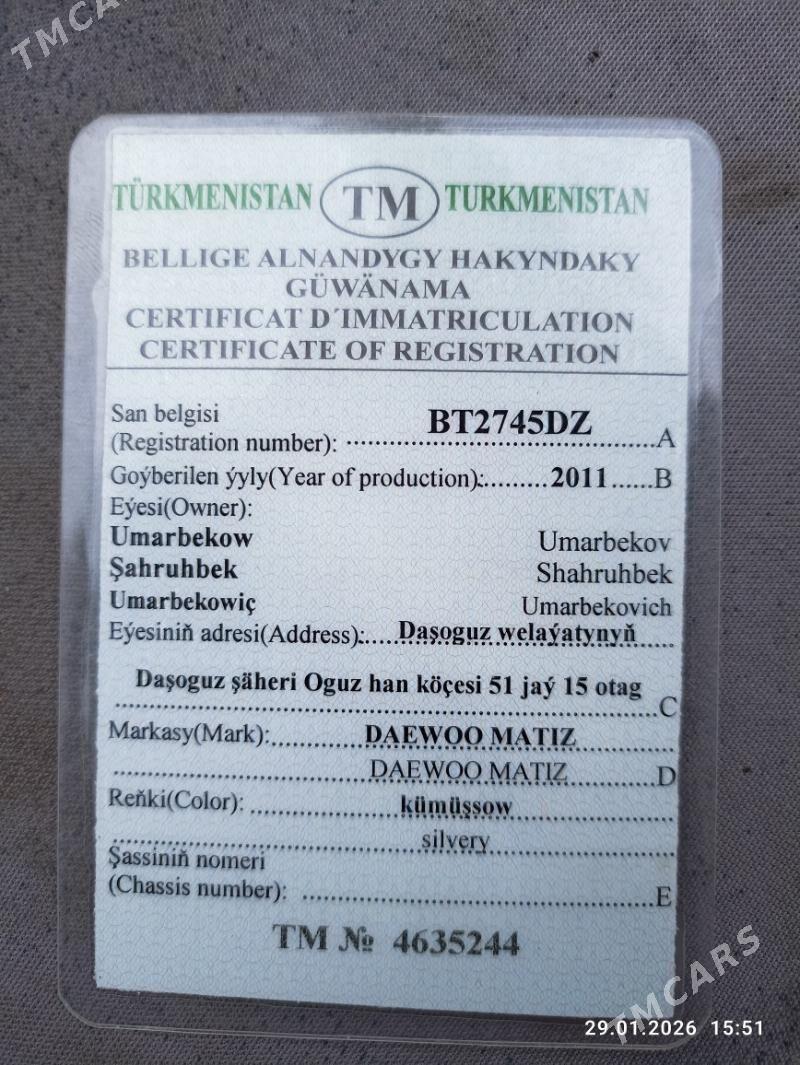 TMCARS
TÜRKMENISTAN TM TURKMENISTAN
BELLIGE ALNANDYGY HAKYNDAKY
GÜWÄNAMA
CERTIFICAT D´IMMATRICULATION
CERTIFICATE OF REGISTRATION
San belgisi
(Registration number): BT2745DZ A
Goýberilen ýyly(Year of production): 2011 B
Eýesi(Owner):
Umarbekow Umarbekov
Şahruhbek Shahruhbek
Umarbekowiç Umarbekovich
Eýesiniň adresi(Address): Daşoguz welaýatynyň
Daşoguz şäheri Oguz han köçesi 51 jaý 15 otag
C
Markasy(Mark): DAEWOO MATIZ
DAEWOO MATIZ D
Reňki(Color): kümüşsow
silvery
Şassiniň nomeri
(Chassis number): E
TM № 4635244
TMCARS
29.01.2026 15:51